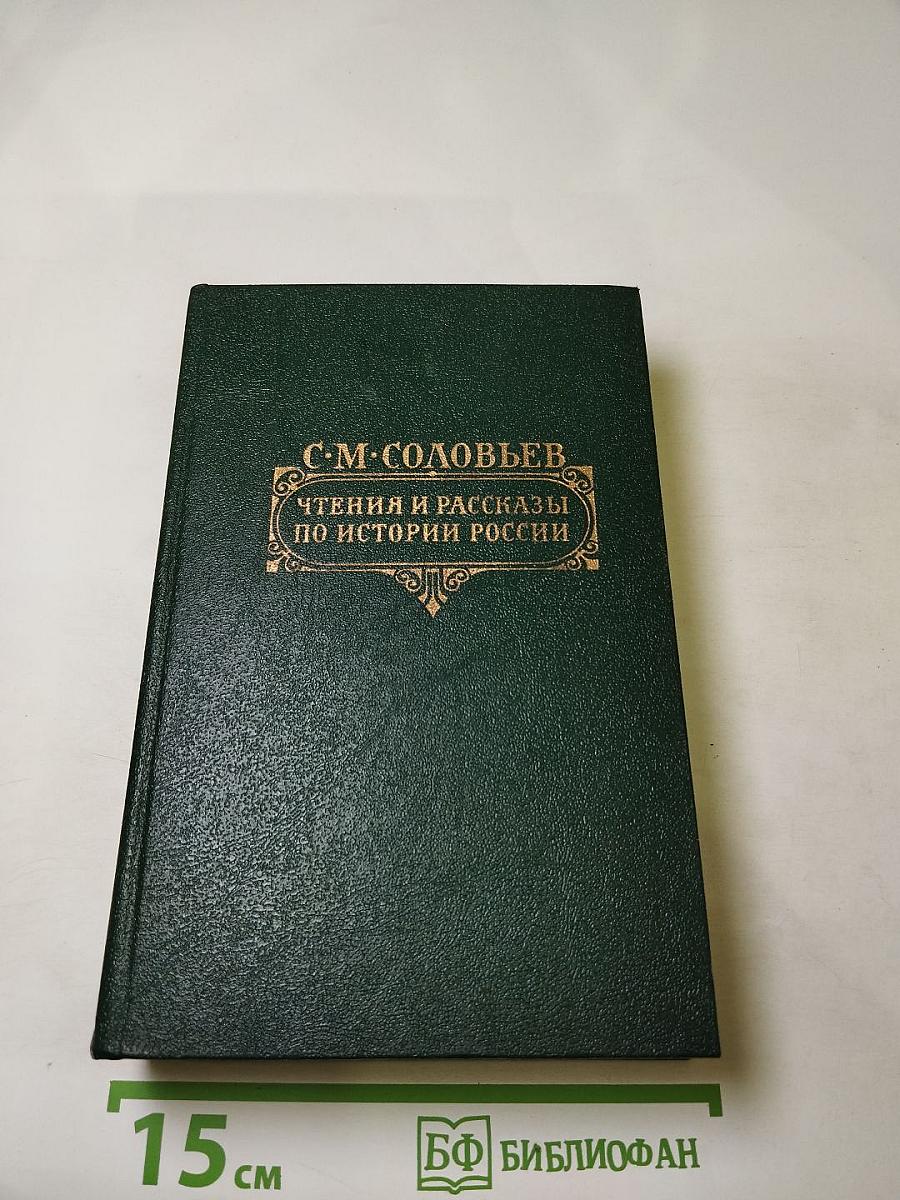 С·М·СОЛОВЬЕВ
ЧТЕНИЯ И РАССКАЗЫ
ПО ИСТОРИИ РОССИИ
15 см
БФ БИБЛИОФАН